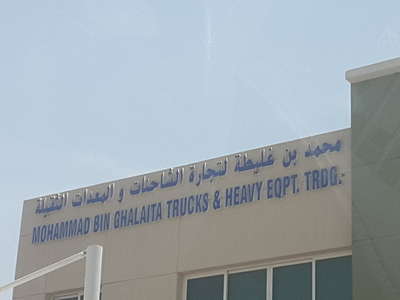 محمد بن غليطة لتجارة الشاحنات و المعدات الثقيلة
MOHAMMAD BIN GHALAITA TRUCKS & HEAVY EQPT. TRDG.